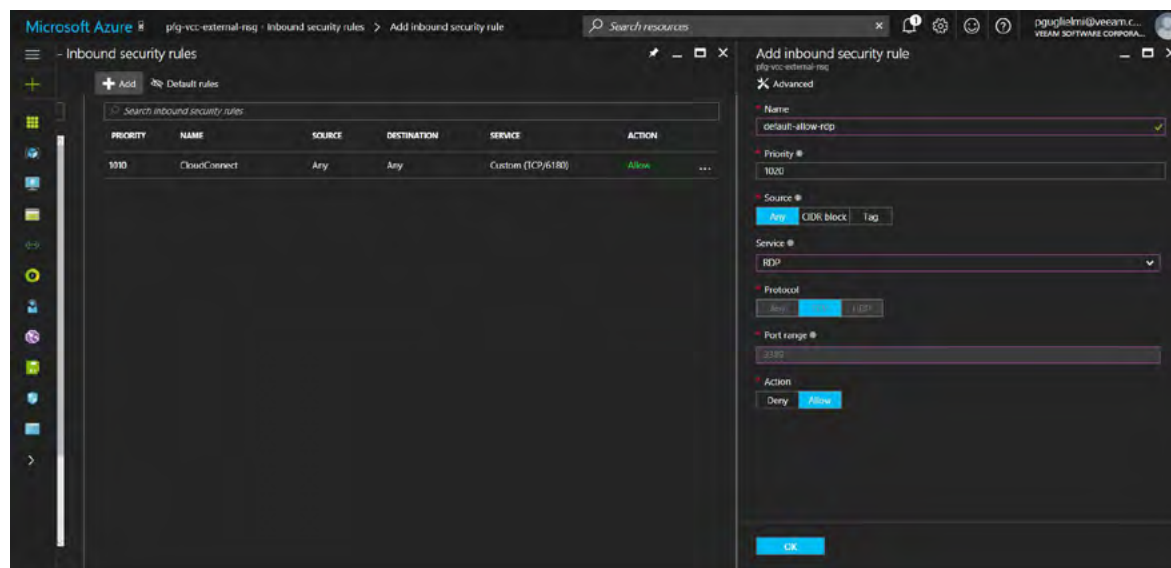 Microsoft Azure pfg-vcc-external-nsg - Inbound security rules > Add inbound security rule Search resources × 1 pguglielmi@veeam.c...
VEEAM SOFTWARE CORPORA...
- Inbound security rules
Add Default rules
Search inbound security rules
PRIORITY NAME SOURCE DESTINATION SERVICE ACTION
1010 CloudConnect Any Any Custom (TCP/6180) Allow ...
Add inbound security rule
pfg-vcc-external-nsg
Advanced
* Name
default-allow-rdp
* Priority
1020
* Source
Any CIDR block Tag
Service
RDP
* Protocol
Any UDP
* Port range
3389
* Action
Deny Allow
OK